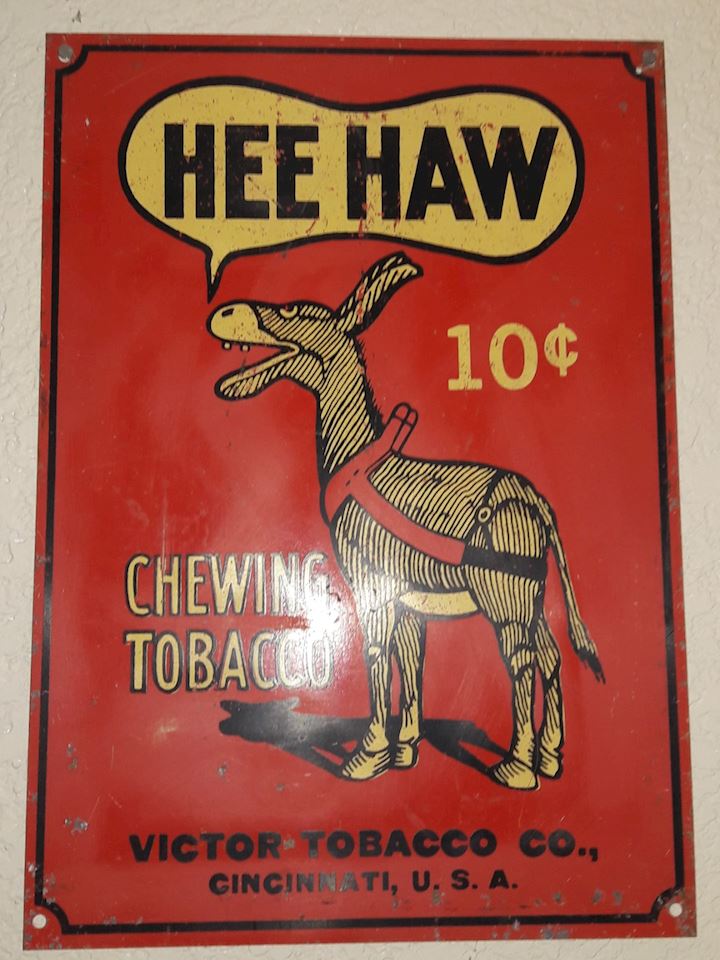 HEE HAW
10¢
CHEWING
TOBACCO
VICTOR-TOBACCO CO.,
CINCINNATI, U. S. A.